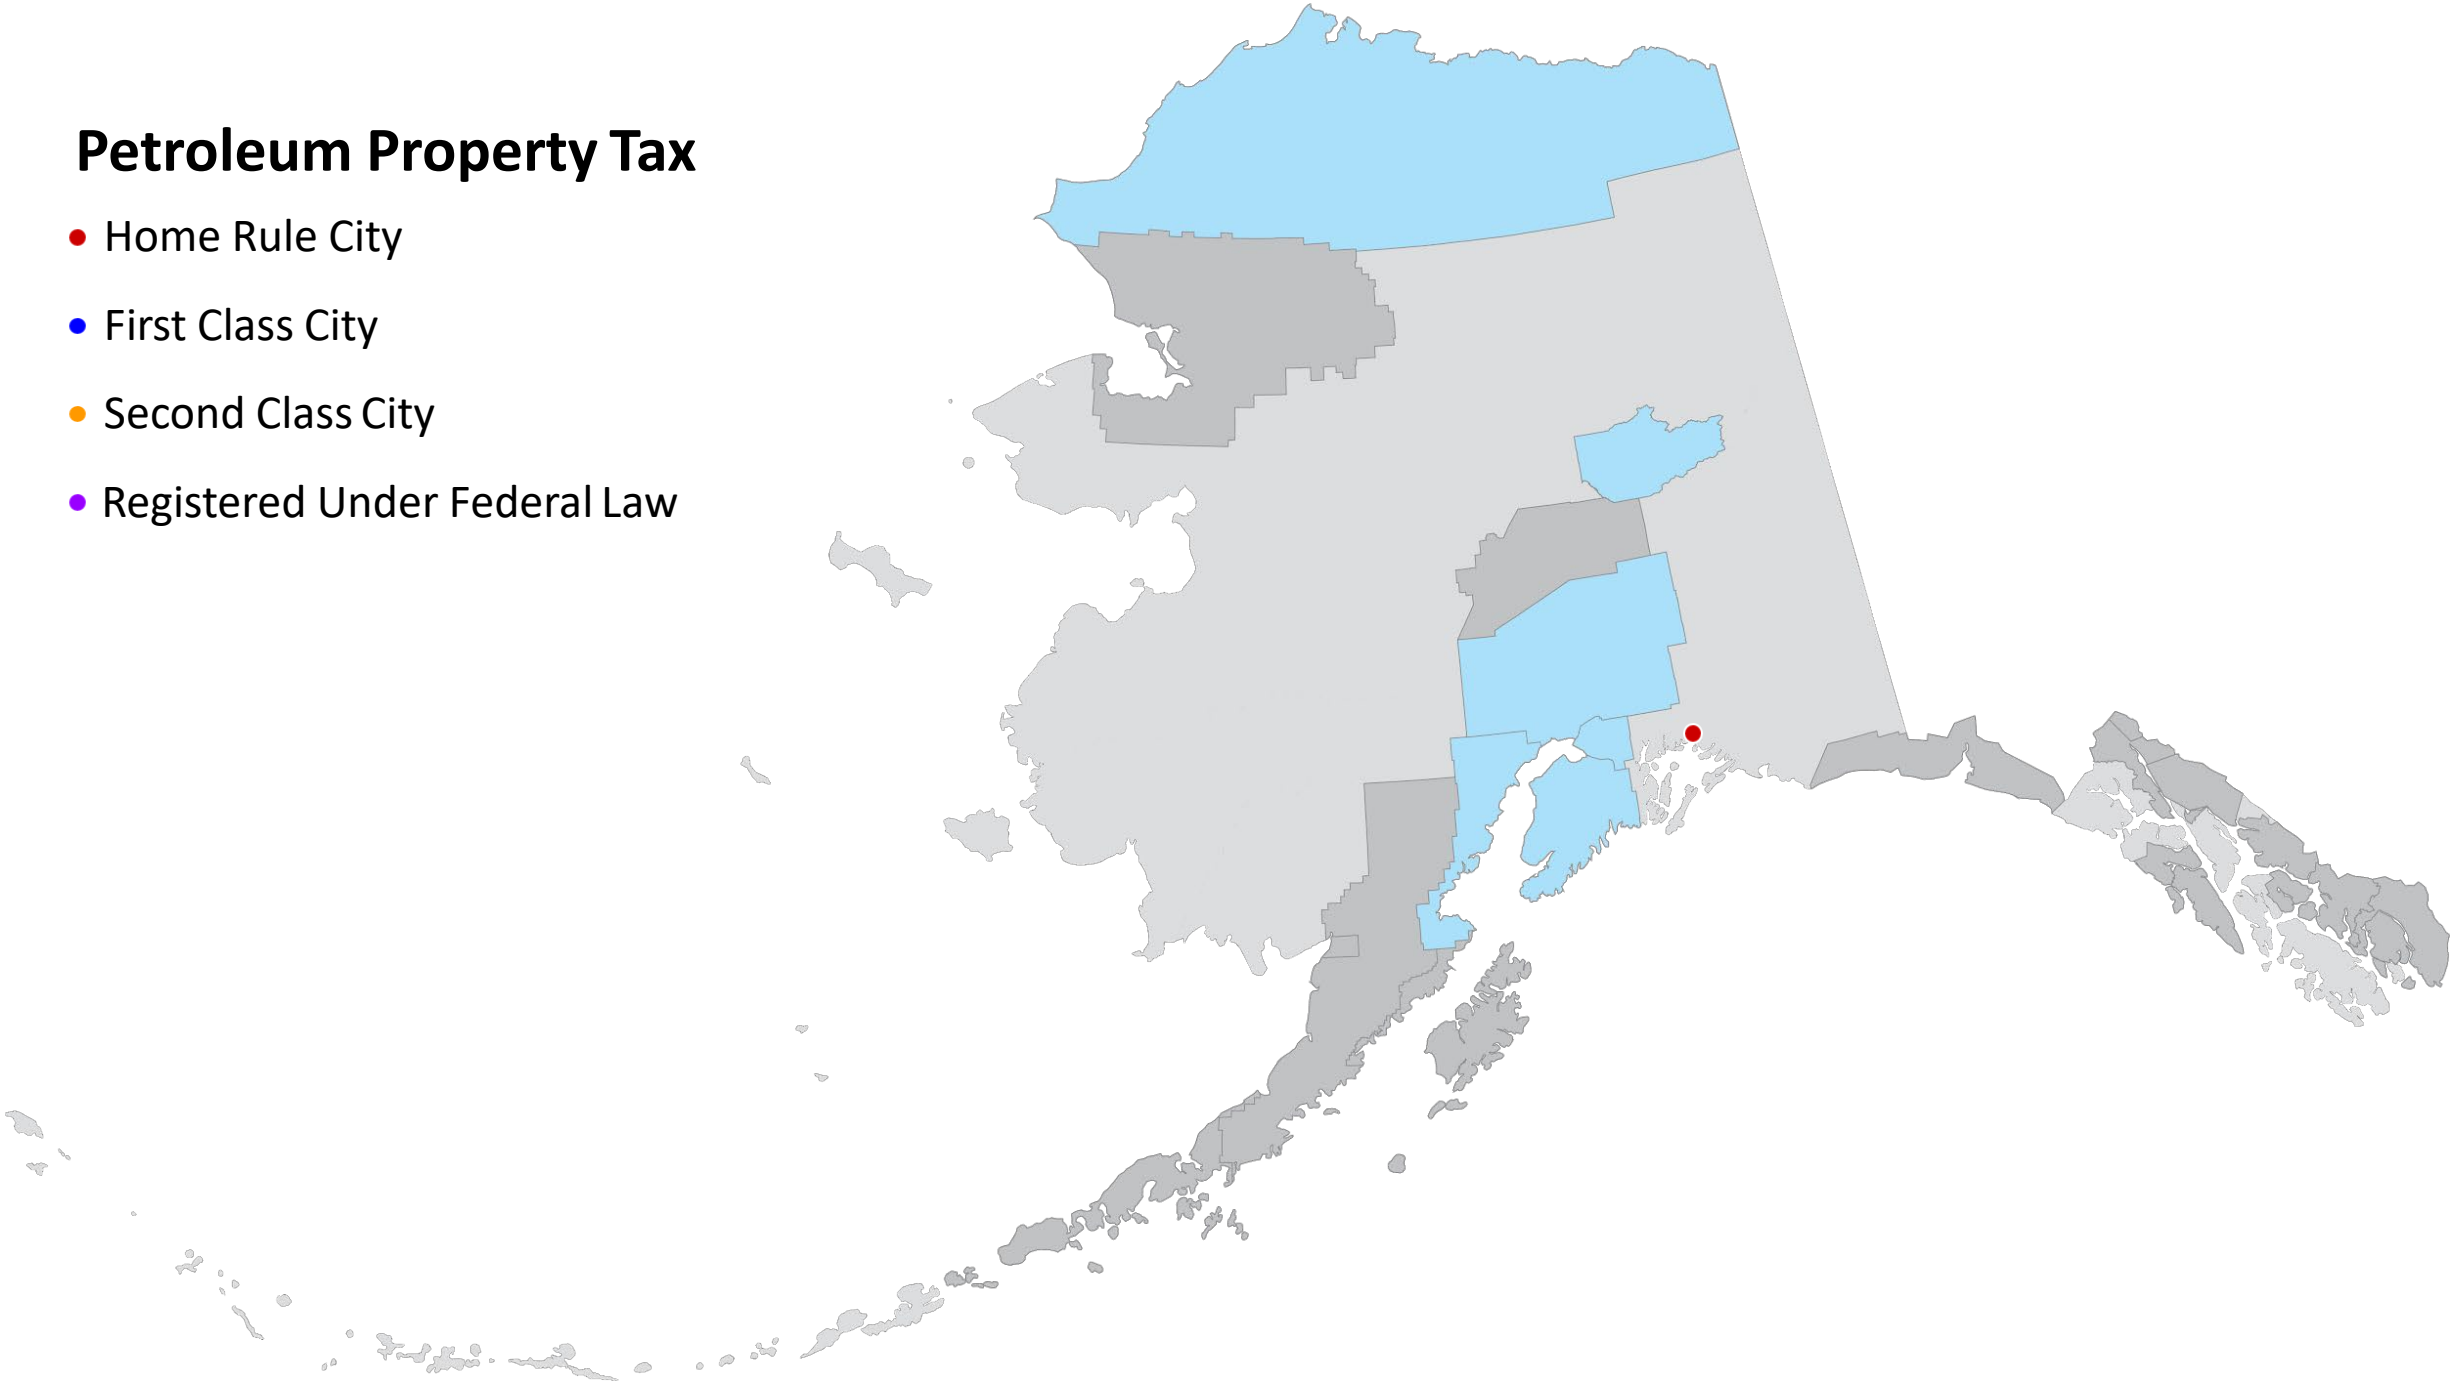 Petroleum Property Tax
Home Rule City
First Class City
Second Class City
Registered Under Federal Law